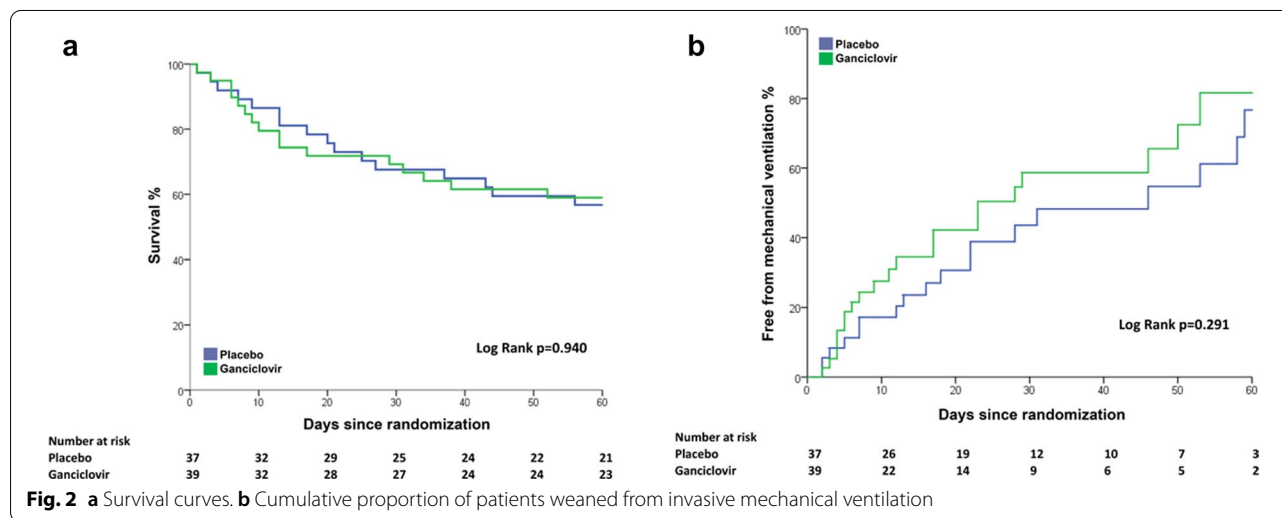 a
Survival %
100
80
60
40
20
0
Placebo
Ganciclovir
Log Rank p=0.940
0 10 20 30 40 50 60
Days since randomization
Number at risk
Placebo 37 32 29 25 24 22 21
Ganciclovir 39 32 28 27 24 24 23
b
Free from mechanical ventilation %
100
80
60
40
20
0
Placebo
Ganciclovir
Log Rank p=0.291
0 10 20 30 40 50 60
Days since randomization
Number at risk
Placebo 37 26 19 12 10 7 3
Ganciclovir 39 22 14 9 6 5 2
Fig. 2 a Survival curves. b Cumulative proportion of patients weaned from invasive mechanical ventilation